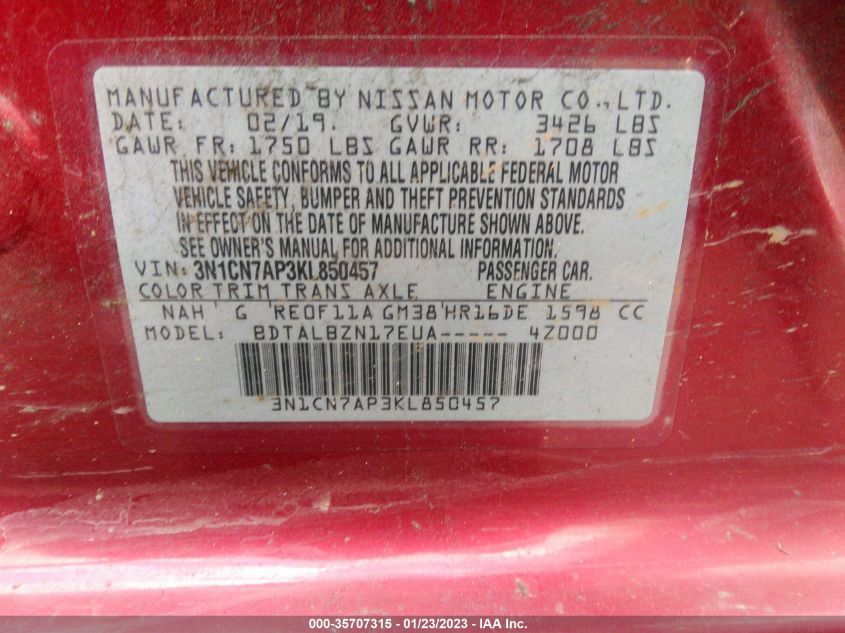 MANUFACTURED BY NISSAN MOTOR CO., LTD.
DATE: 02/19. GVWR: 3426 LBS
GAWR FR: 1750 LBS GAWR RR: 1708 LBS
THIS VEHICLE CONFORMS TO ALL APPLICABLE FEDERAL MOTOR
VEHICLE SAFETY, BUMPER AND THEFT PREVENTION STANDARDS
IN EFFECT ON THE DATE OF MANUFACTURE SHOWN ABOVE.
SEE OWNER'S MANUAL FOR ADDITIONAL INFORMATION.
VIN: 3N1CN7AP3KL850457 PASSENGER CAR.
COLOR TRIM TRANS AXLE ENGINE
NAH G RE0F11A GM38 HR16DE 1598 CC
MODEL: BDTALBZN17EUA----- 4Z000
3N1CN7AP3KL850457
000-35707315 / 01/23/2023 - © IAA Inc.